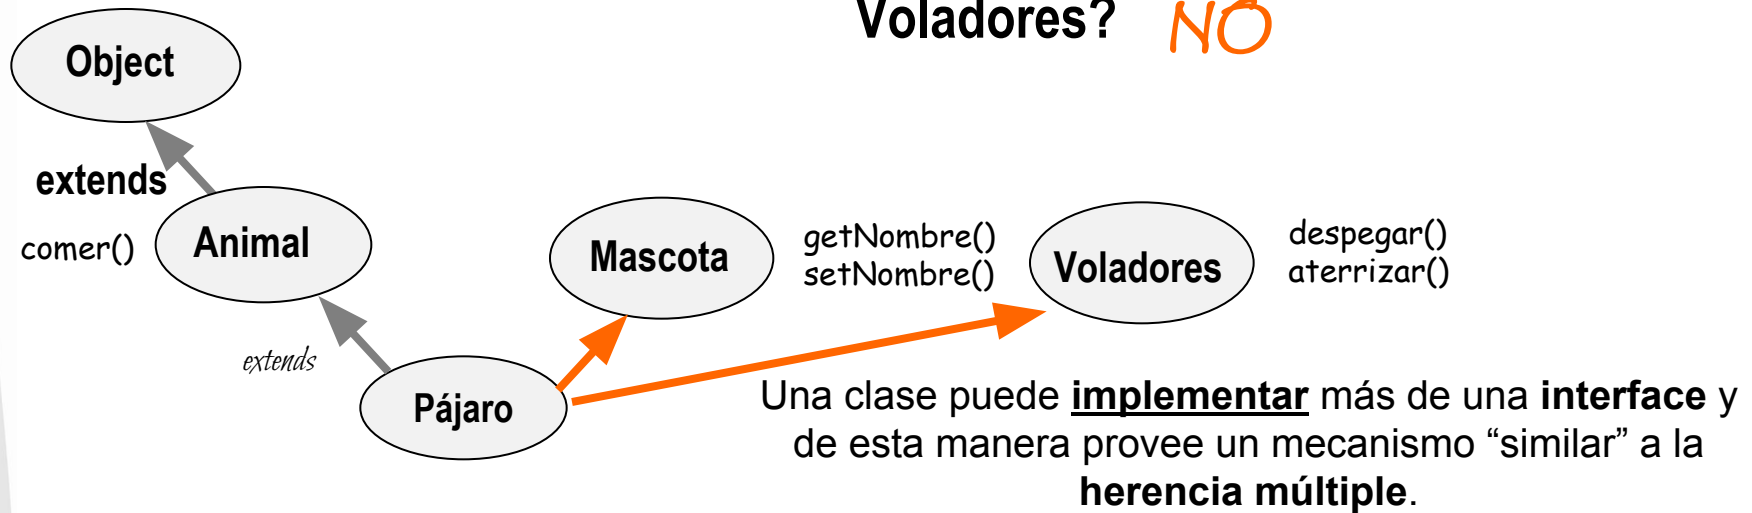 Voladores? NO
Object
extends
comer()
Animal
Mascota
getNombre()
setNombre()
Voladores
despegar()
aterrizar()
extends
Pájaro
Una clase puede implementar más de una interface y
de esta manera provee un mecanismo “similar” a la
herencia múltiple.